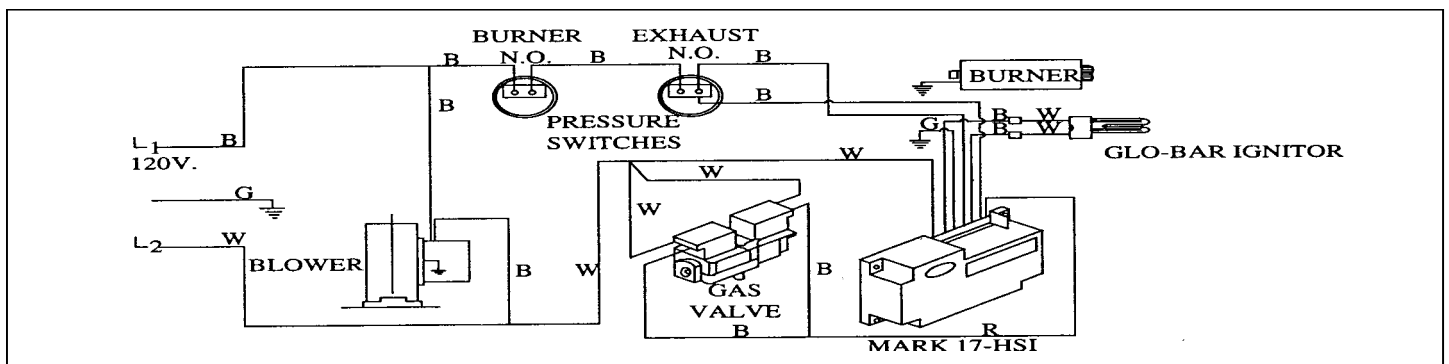 BURNER
N.O.
EXHAUST
N.O.
B
B
B
BURNER
B
B
PRESSURE
SWITCHES
B
W
B
W
G
GLO-BAR IGNITOR
L1
B
120V.
G
L2
W
BLOWER
B
W
W
W
W
GAS
VALVE
B
B
R
MARK 17-HSI